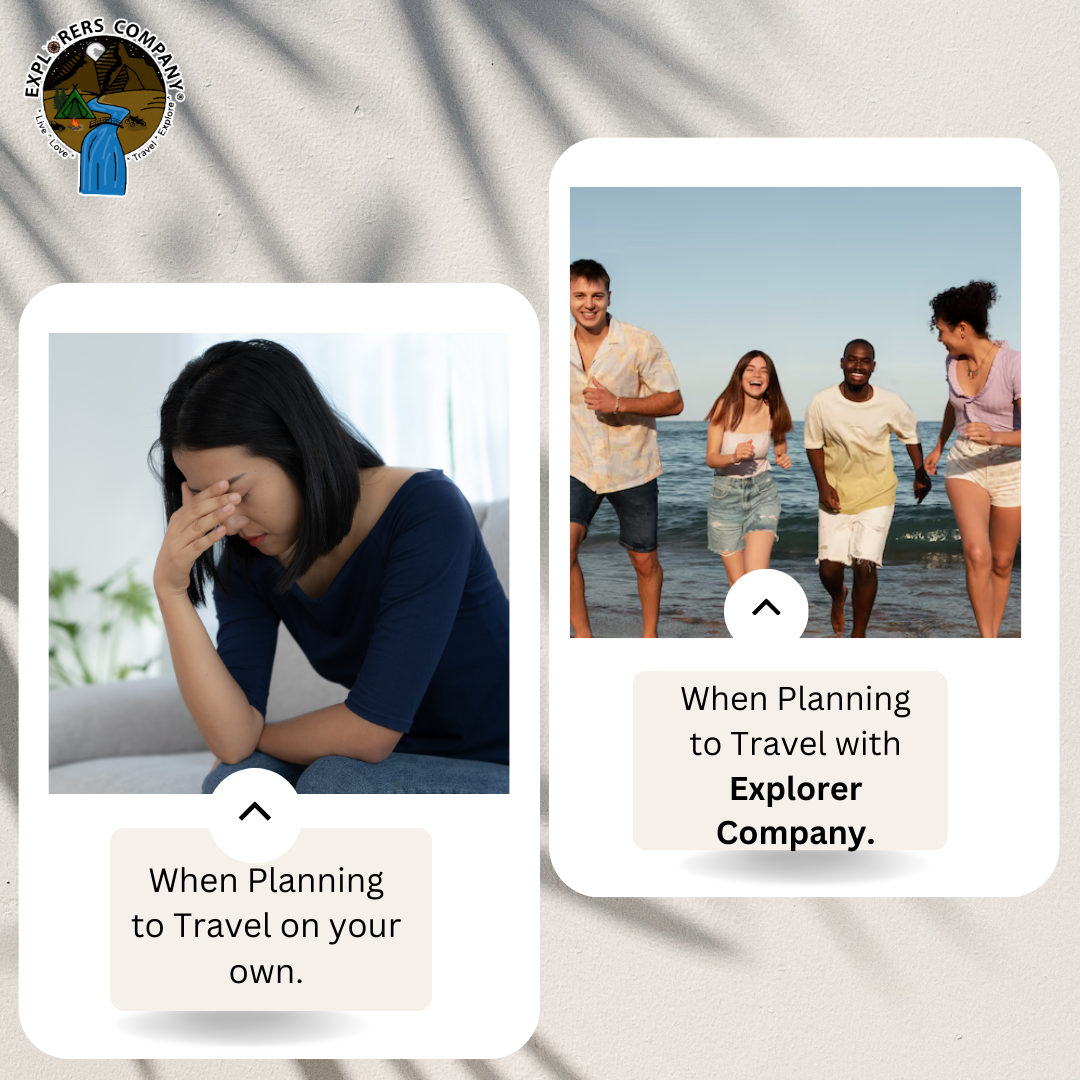 EXPLORERS COMPANY®
• Live • Love •
• Travel • Explore •
When Planning
to Travel with
Explorer
Company.
When Planning
to Travel on your
own.